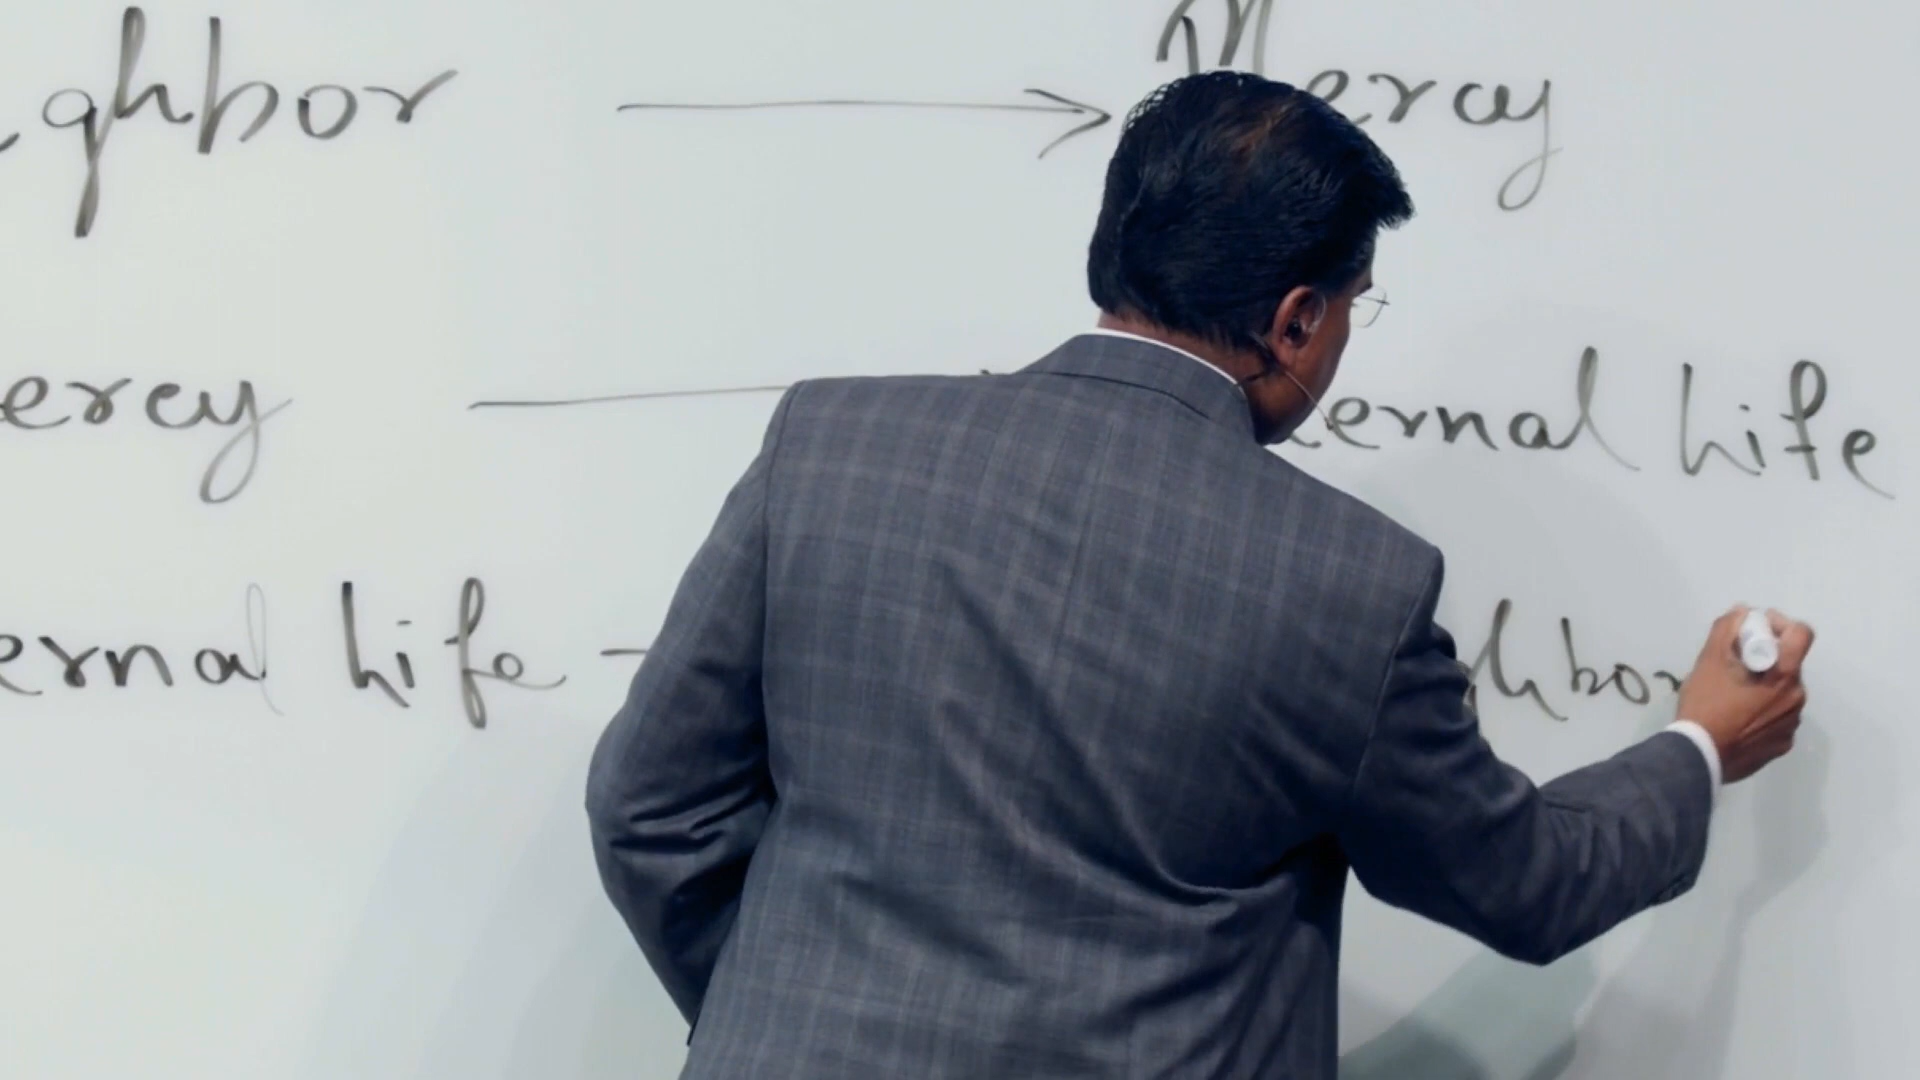 ghbor → Mercy
ercy → ernal Life
ernal Life - ghbor